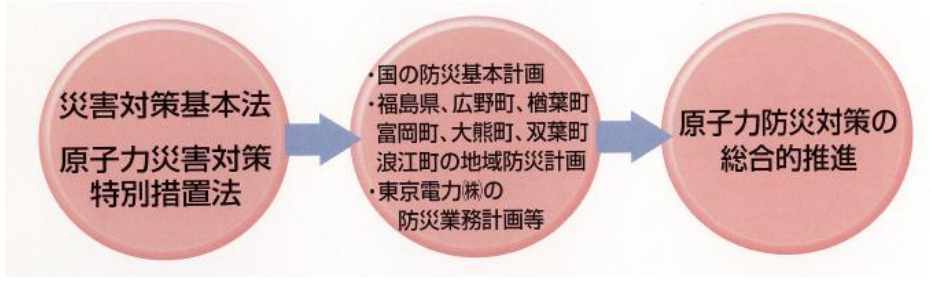 災害対策基本法
原子力災害対策
特別措置法
・国の防災基本計画
・福島県、広野町、楢葉町
富岡町、大熊町、双葉町
浪江町の地域防災計画
・東京電力㈱の
防災業務計画等
原子力防災対策の
総合的推進